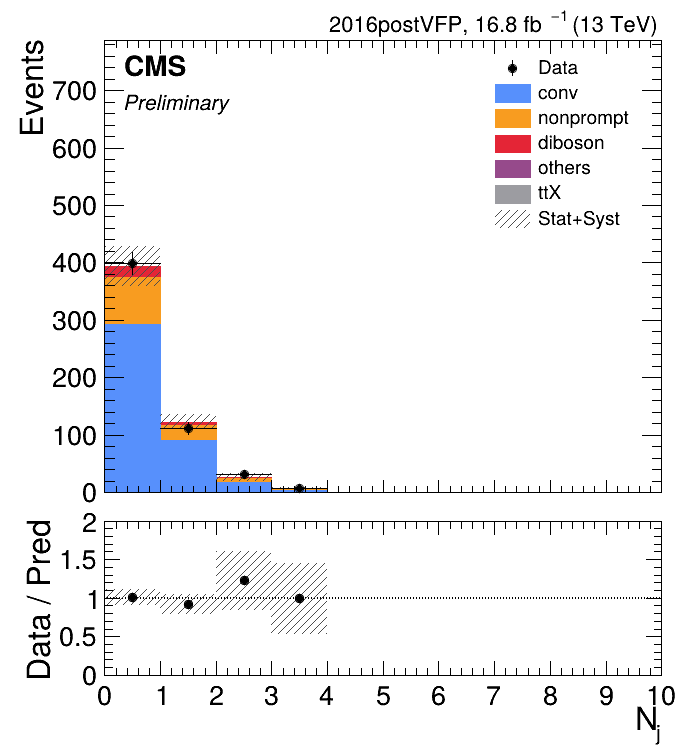 2016postVFP, 16.8 fb ⁻¹ (13 TeV)
Events
CMS
Preliminary
Data
conv
nonprompt
diboson
others
ttX
Stat+Syst
700
600
500
400
300
200
100
0
Data / Pred
2
1.5
1
0.5
0
0 1 2 3 4 5 6 7 8 9 10
N_j